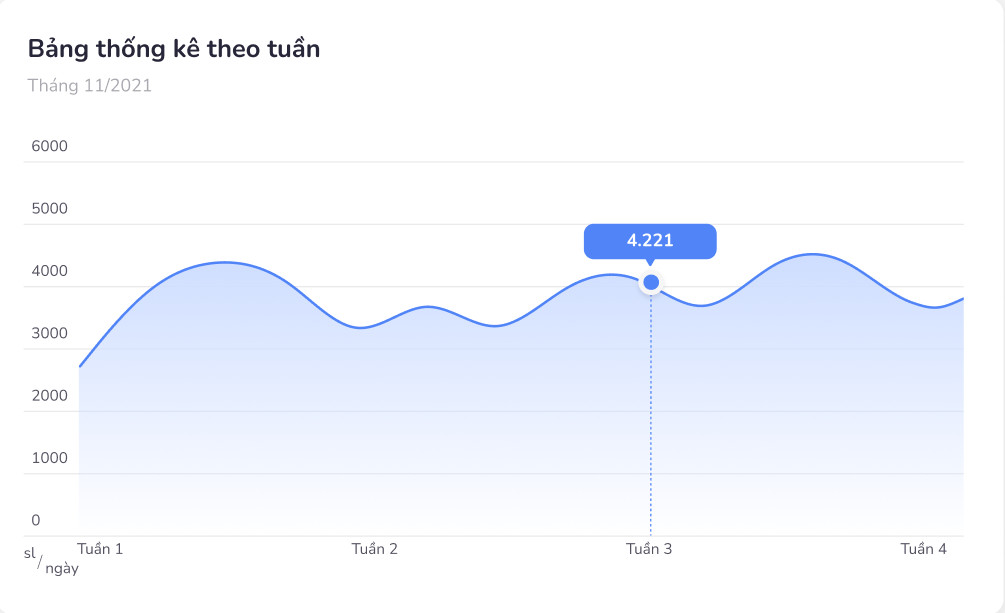 Bảng thống kê theo tuần
Tháng 11/2021
6000
5000
4.221
4000
3000
2000
1000
0
Tuần 1 Tuần 2 Tuần 3 Tuần 4
sl / ngày